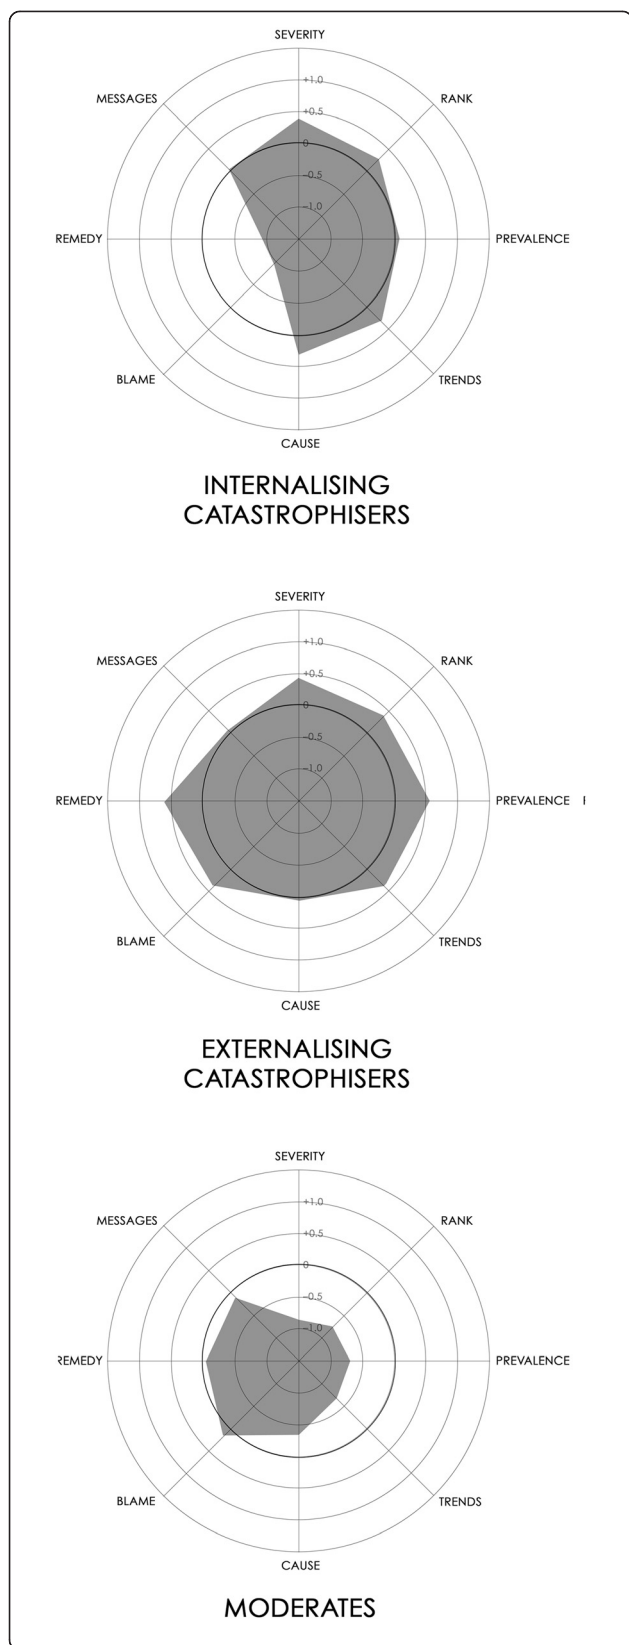 SEVERITY
+1.0
MESSAGES
RANK
+0.5
0
-0.5
-1.0
REMEDY
PREVALENCE
BLAME
TRENDS
CAUSE
INTERNALISING
CATASTROPHISERS
SEVERITY
+1.0
MESSAGES
RANK
+0.5
0
-0.5
-1.0
REMEDY
PREVALENCE
BLAME
TRENDS
CAUSE
EXTERNALISING
CATASTROPHISERS
SEVERITY
+1.0
MESSAGES
RANK
+0.5
0
-0.5
-1.0
REMEDY
PREVALENCE
BLAME
TRENDS
CAUSE
MODERATES